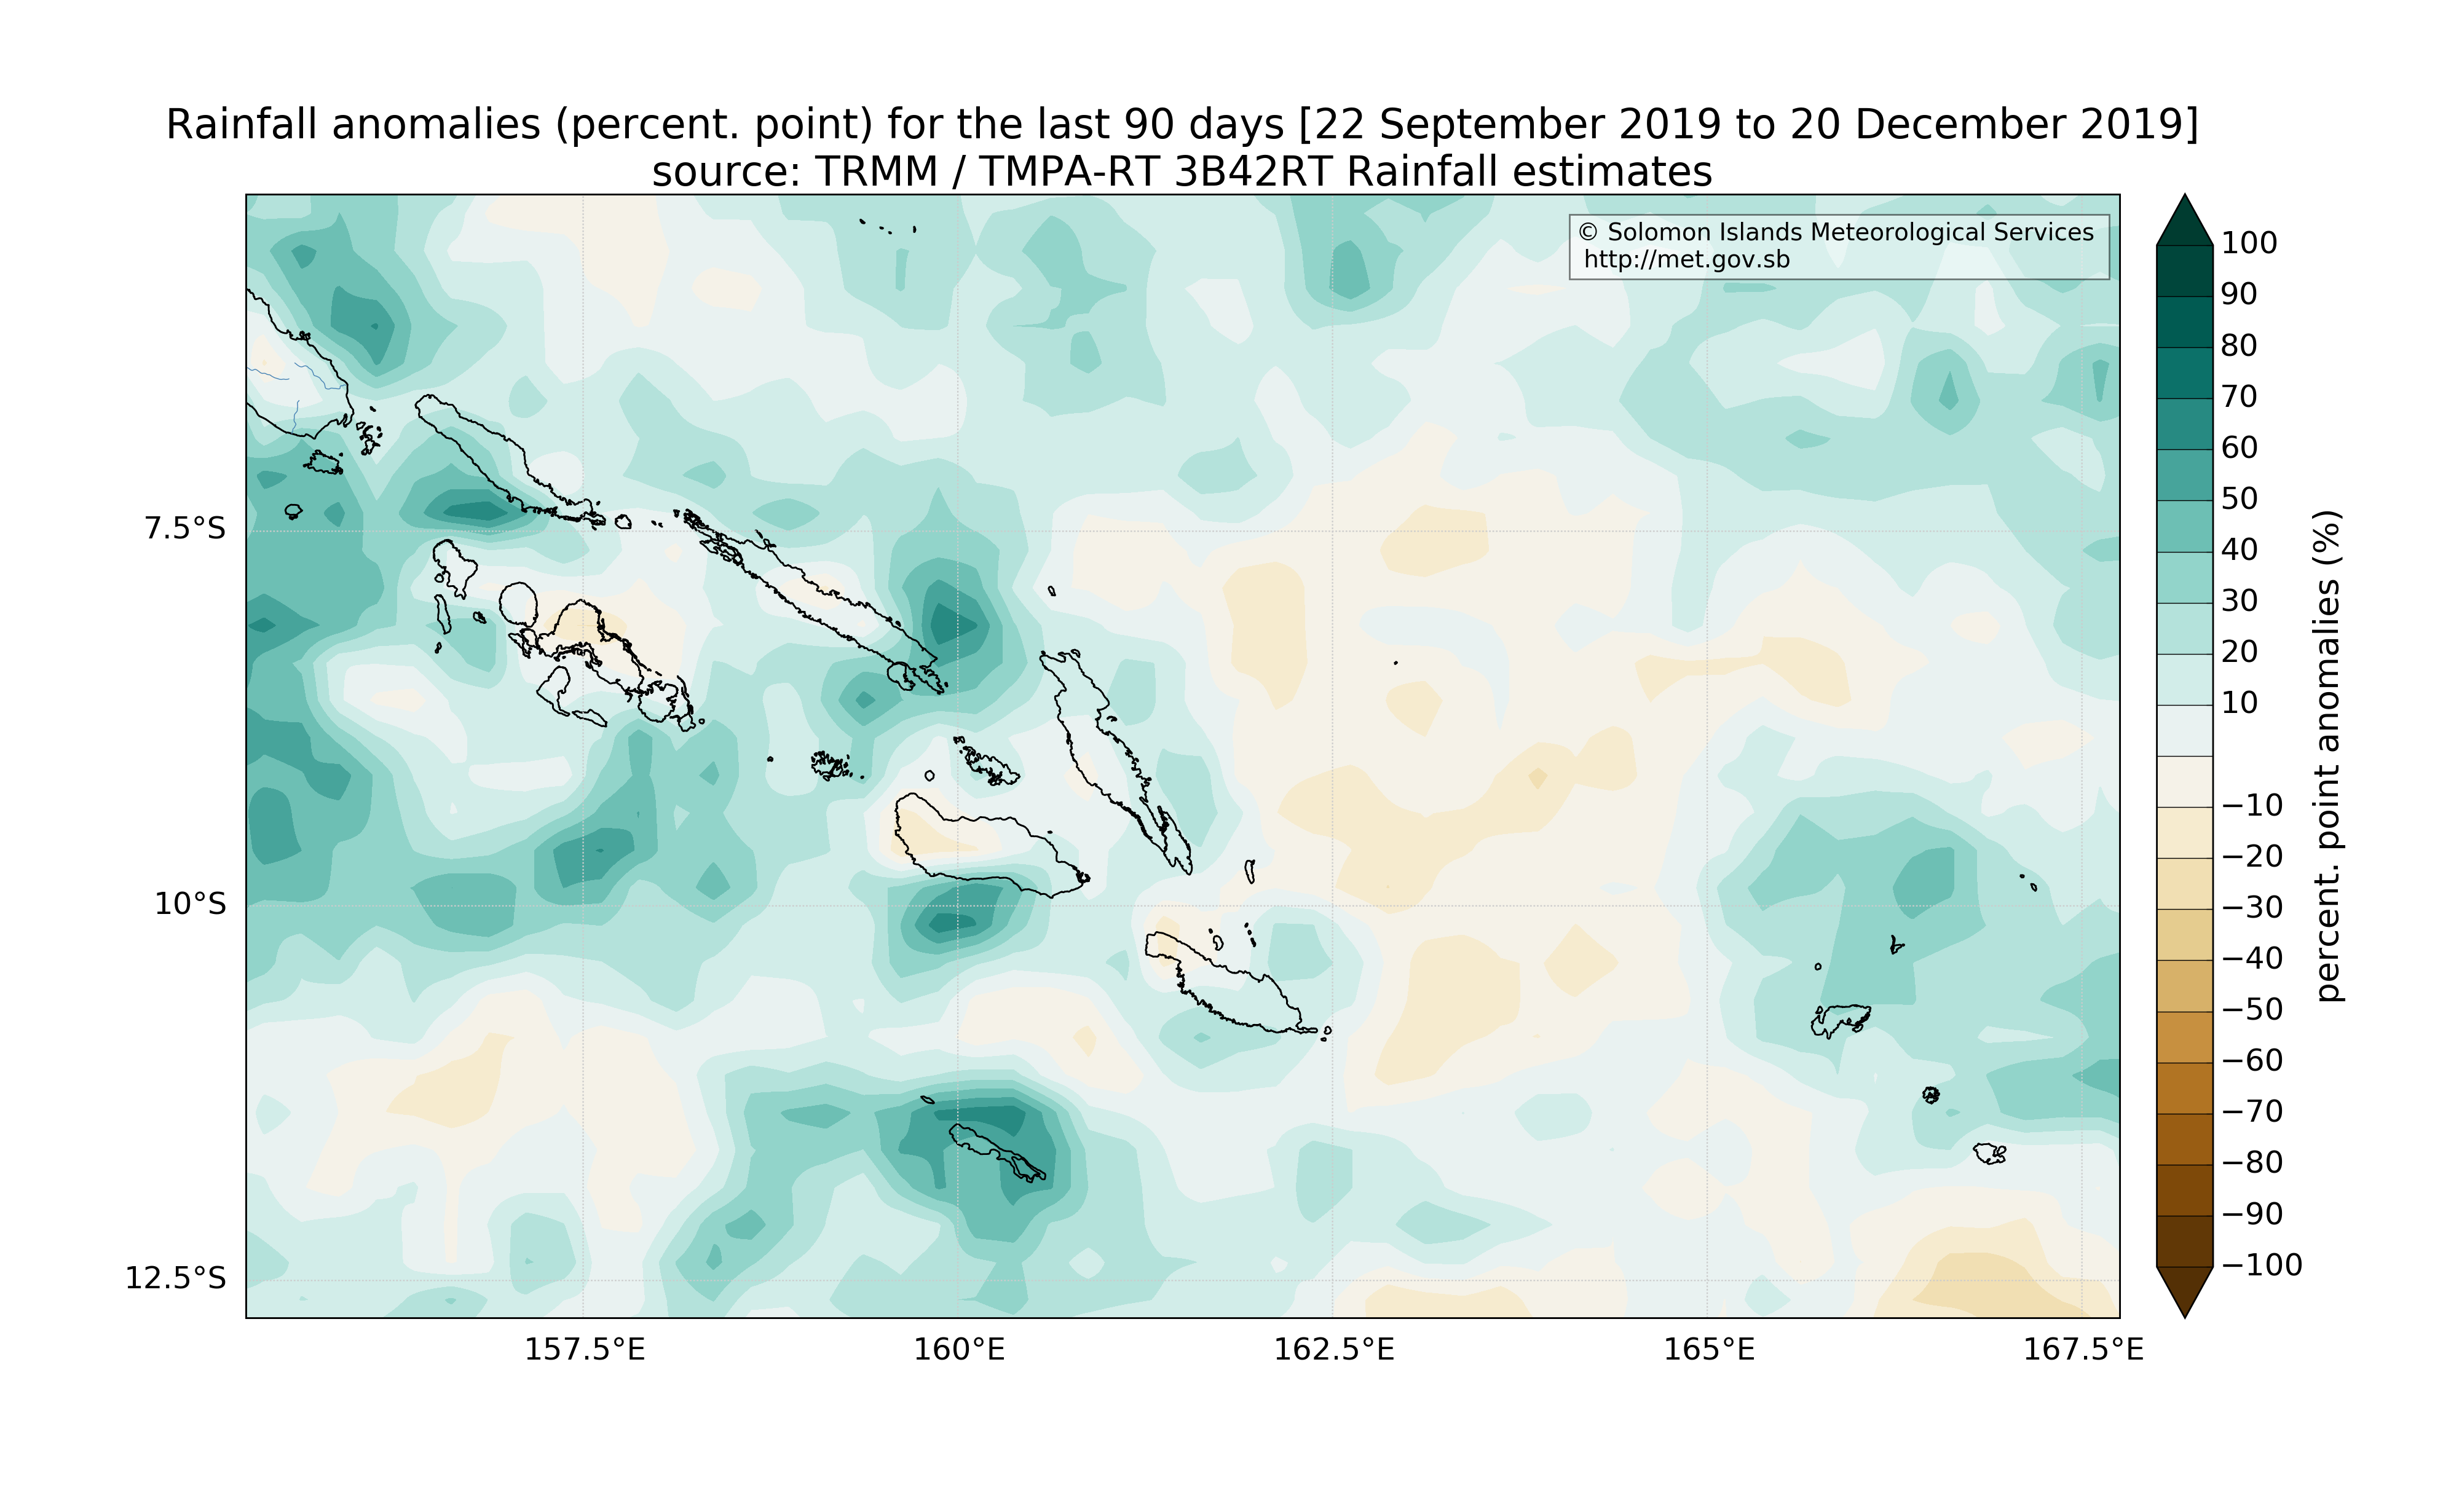 Rainfall anomalies (percent. point) for the last 90 days [22 September 2019 to 20 December 2019]
source: TRMM / TMPA-RT 3B42RT Rainfall estimates
© Solomon Islands Meteorological Services
http://met.gov.sb
7.5°S
10°S
12.5°S
157.5°E
160°E
162.5°E
165°E
167.5°E
100
90
80
70
60
50
40
30
20
10
−10
−20
−30
−40
−50
−60
−70
−80
−90
−100
percent. point anomalies (%)